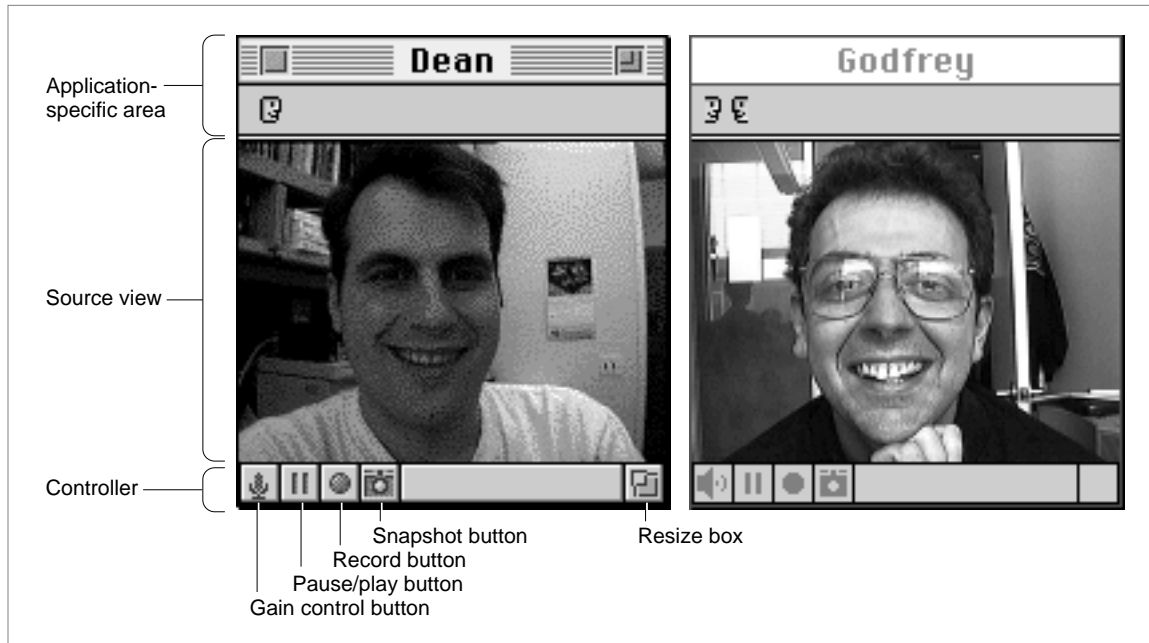 Dean
Godfrey
Application-
specific area
Source view
Controller
Snapshot button
Resize box
Record button
Pause/play button
Gain control button